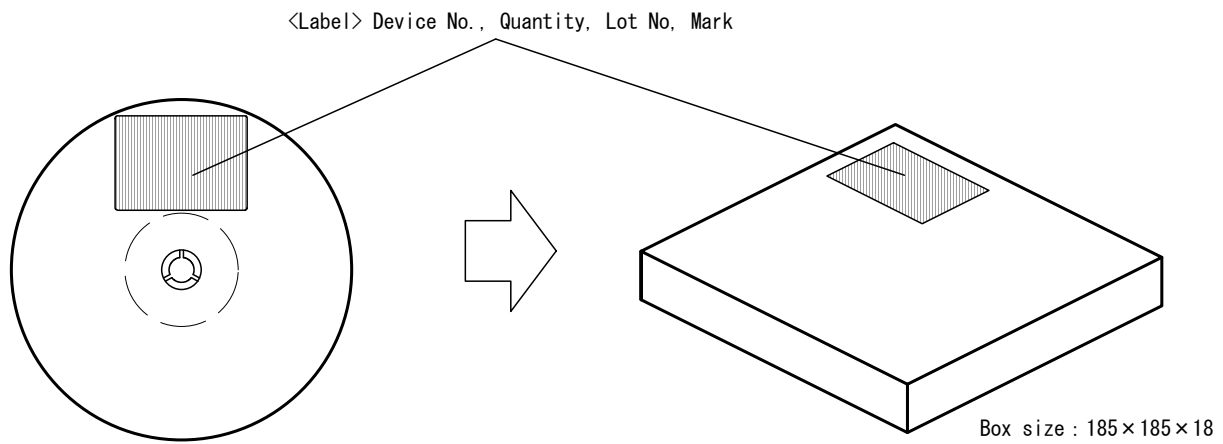 <Label> Device No., Quantity, Lot No, Mark
Box size : 185×185×18